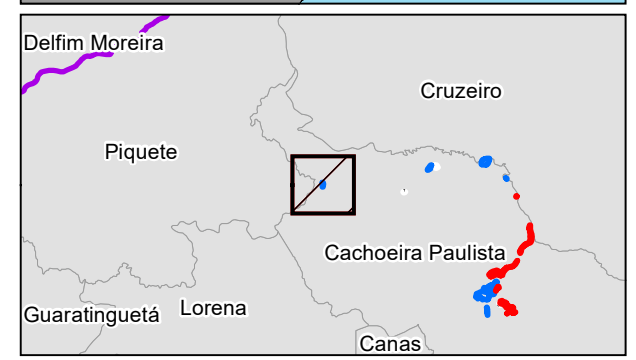 Delfim Moreira
Cruzeiro
Piquete
Cachoeira Paulista
Guaratinguetá
Lorena
Canas